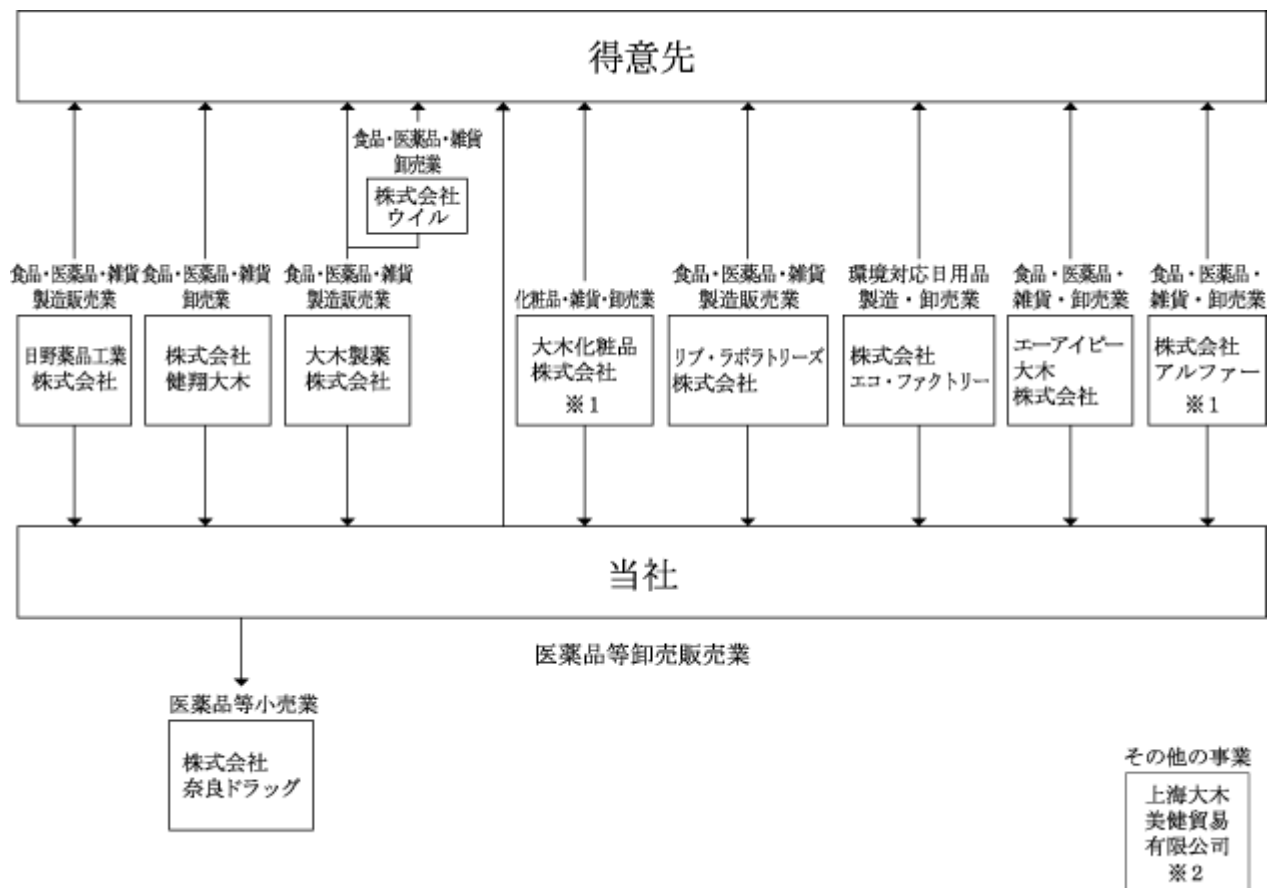 得意先
食品・医薬品・雑貨
卸売業
株式会社
ウイル
食品・医薬品・雑貨
製造販売業
日野薬品工業
株式会社
食品・医薬品・雑貨
卸売業
株式会社
健翔大木
食品・医薬品・雑貨
製造販売業
大木製薬
株式会社
化粧品・雑貨・卸売業
大木化粧品
株式会社
※1
食品・医薬品・雑貨
製造販売業
リブ・ラボラトリーズ
株式会社
環境対応日用品
製造・卸売業
株式会社
エコ・ファクトリー
食品・医薬品・
雑貨・卸売業
エーアイピー
大木
株式会社
食品・医薬品・
雑貨・卸売業
株式会社
アルファー
※1
当社
医薬品等卸売販売業
医薬品等小売業
株式会社
奈良ドラッグ
その他の事業
上海大木
美健貿易
有限公司
※2